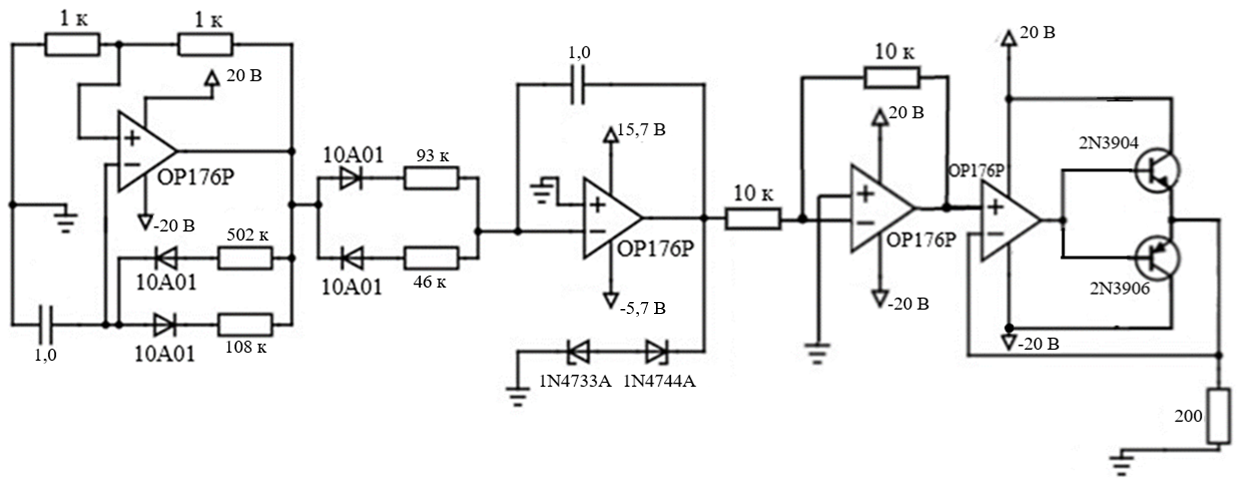 1 к
1 к
20 В
+
−
OP176P
-20 В
502 к
10A01
108 к
10A01
1,0
10A01
93 к
10A01
46 к
1,0
15,7 В
+
−
OP176P
-5,7 В
1N4733A
1N4744A
10 к
10 к
20 В
+
−
OP176P
-20 В
20 В
OP176P
+
−
-20 В
2N3904
2N3906
200